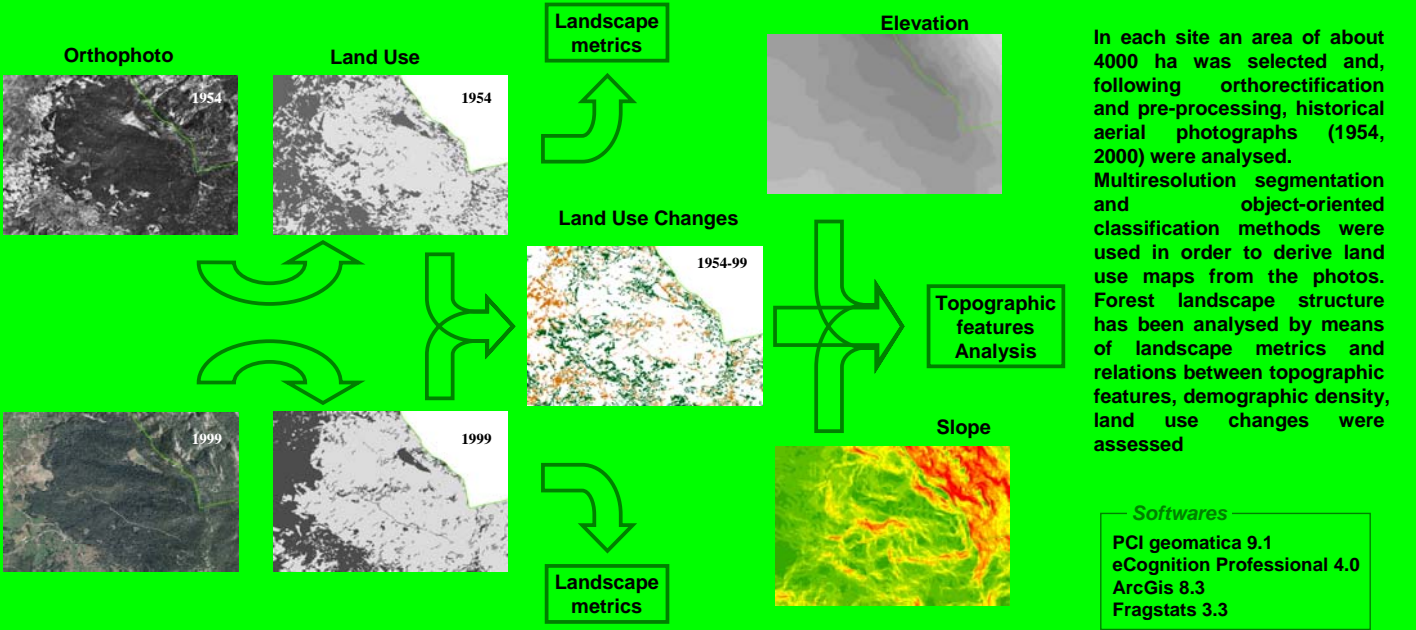 Orthophoto
1954
Land Use
1954
Landscape
metrics
Elevation
Land Use Changes
1954-99
Topographic
features
Analysis
1999
1999
Slope
Landscape
metrics
In each site an area of about
4000 ha was selected and,
following orthorectification
and pre-processing, historical
aerial photographs (1954,
2000) were analysed.
Multiresolution segmentation
and object-oriented
classification methods were
used in order to derive land
use maps from the photos.
Forest landscape structure
has been analysed by means
of landscape metrics and
relations between topographic
features, demographic density,
land use changes were
assessed
Softwares
PCI geomatica 9.1
eCognition Professional 4.0
ArcGis 8.3
Fragstats 3.3